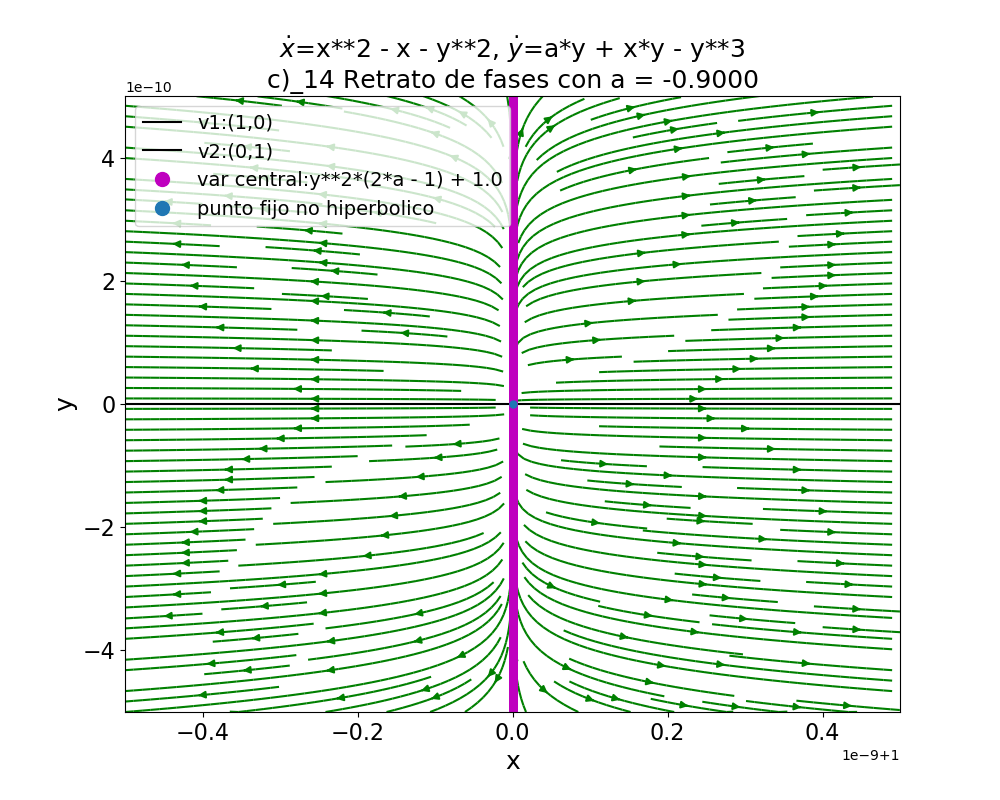 ẋ=x**2 - x - y**2, ẏ=a*y + x*y - y**3
c)_14 Retrato de fases con a = -0.9000
1e−10
v1:(1,0)
v2:(0,1)
var central:y**2*(2*a - 1) + 1.0
punto fijo no hiperbolico
4
2
0
−2
−4
y
−0.4 −0.2 0.0 0.2 0.4
x
1e−9+1